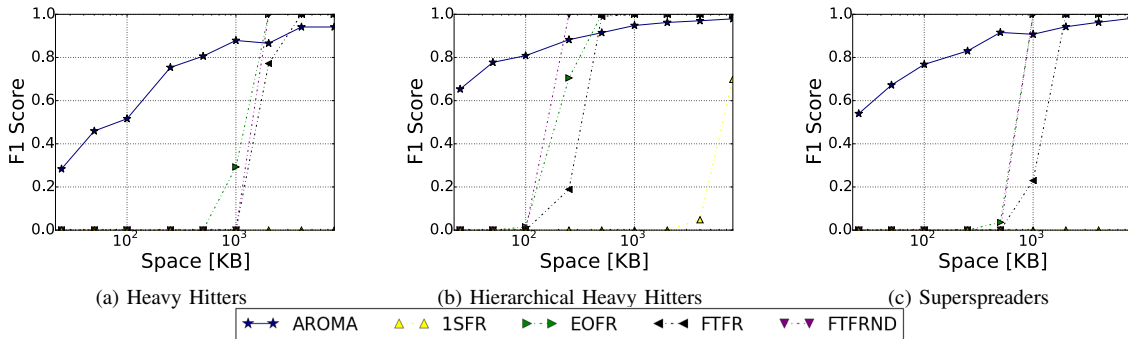 F1 Score
1.0
0.8
0.6
0.4
0.2
0.0
10²
10³
Space [KB]
(a) Heavy Hitters
F1 Score
1.0
0.8
0.6
0.4
0.2
0.0
10²
10³
Space [KB]
(b) Hierarchical Heavy Hitters
F1 Score
1.0
0.8
0.6
0.4
0.2
0.0
10²
10³
Space [KB]
(c) Superspreaders
AROMA 1SFR EOFR FTFR FTFRND